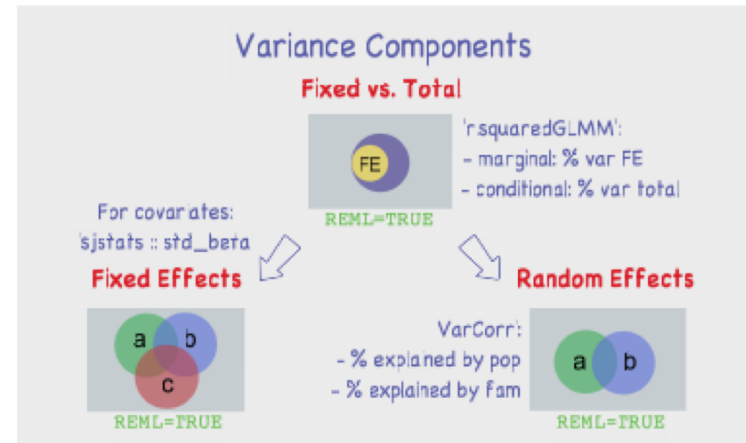 Variance Components
Fixed vs. Total
'r.squaredGLMM':
- marginal: % var FE
- conditional: % var total
FE
REML=TRUE
For covariates:
'sjstats :: std_beta
Fixed Effects
a b
c
REML=TRUE
Random Effects
VarCorr':
- % explained by pop
- % explained by fam
a b
REML=TRUE